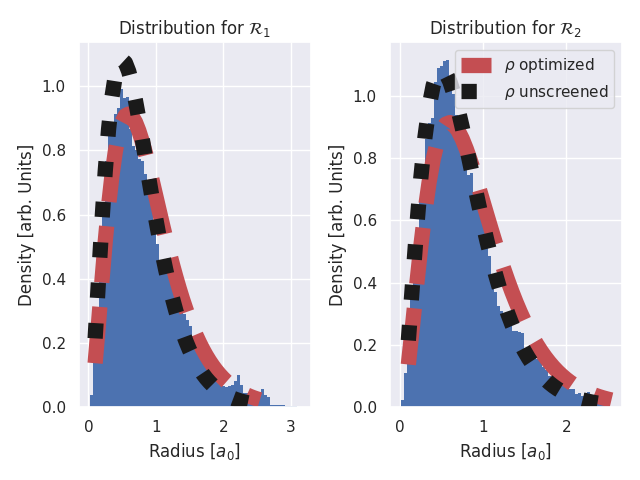 Distribution for 𝓡₁
Distribution for 𝓡₂
ρ optimized
ρ unscreened
Density [arb. Units]
1.0
0.8
0.6
0.4
0.2
0.0
0
1
2
3
Radius [a₀]
Density [arb. Units]
1.0
0.8
0.6
0.4
0.2
0.0
0
1
2
Radius [a₀]